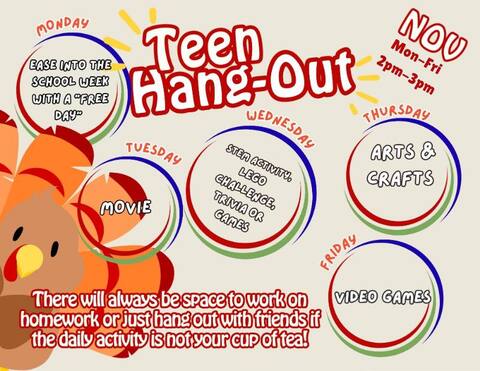 Teen
Hang-Out
NOV
Mon-Fri
2pm-3pm
MONDAY
EASE INTO THE
SCHOOL WEEK
WITH A "FREE
DAY"
TUESDAY
MOVIE
WEDNESDAY
STEM ACTIVITY,
LEGO
CHALLENGE,
TRIVIA OR
GAMES
THURSDAY
ARTS &
CRAFTS
FRIDAY
VIDEO GAMES
There will always be space to work on
homework or just hang out with friends if
the daily activity is not your cup of tea!